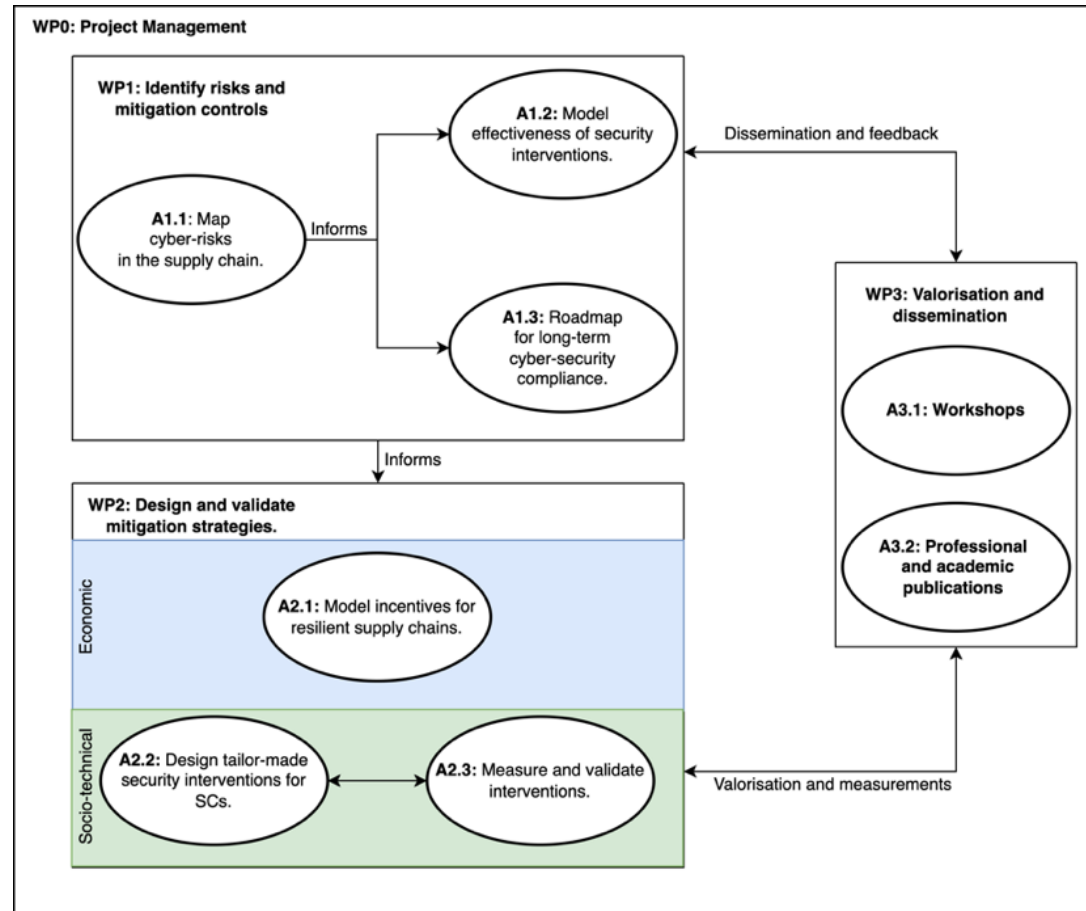 WP0: Project Management
WP1: Identify risks and
mitigation controls
A1.1: Map
cyber-risks
in the supply chain.
Informs
A1.2: Model
effectiveness of security
interventions.
A1.3: Roadmap
for long-term
cyber-security
compliance.
Dissemination and feedback
WP3: Valorisation and
dissemination
A3.1: Workshops
A3.2: Professional
and academic
publications
Informs
WP2: Design and validate
mitigation strategies.
Economic
A2.1: Model incentives for
resilient supply chains.
Socio-technical
A2.2: Design tailor-made
security interventions for
SCs.
A2.3: Measure and validate
interventions.
Valorisation and measurements